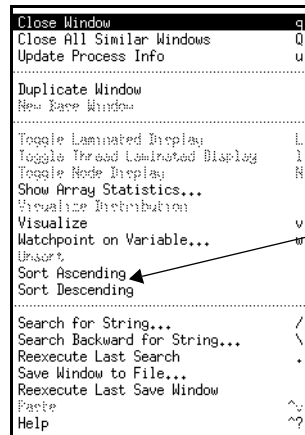 Close Window q
Close All Similar Windows Q
Update Process Info u
Duplicate Window
New Base Window
Toggle Laminated Display L
Toggle Thread Laminated Display l
Toggle Node Display N
Show Array Statistics...
Visualize Distribution
Visualize v
Watchpoint on Variable... w
Unsort
Sort Ascending
Sort Descending
Search for String... /
Search Backward for String... \
Reexecute Last Search .
Save Window to File...
Reexecute Last Save Window
Paste ^v
Help ^?